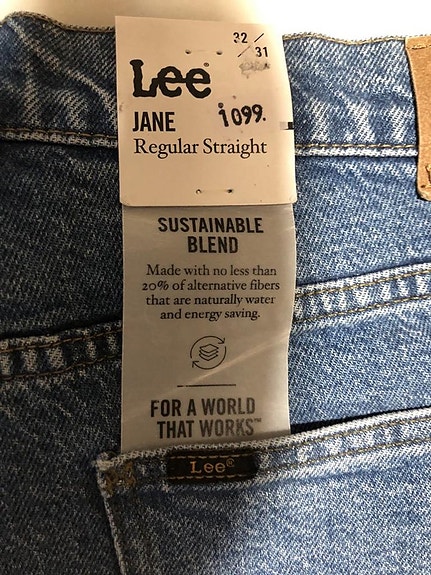 32/
31
Lee®
JANE 1099.
Regular Straight
SUSTAINABLE
BLEND
Made with no less than
20% of alternative fibers
that are naturally water
and energy saving.
FOR A WORLD
THAT WORKS™
Lee®